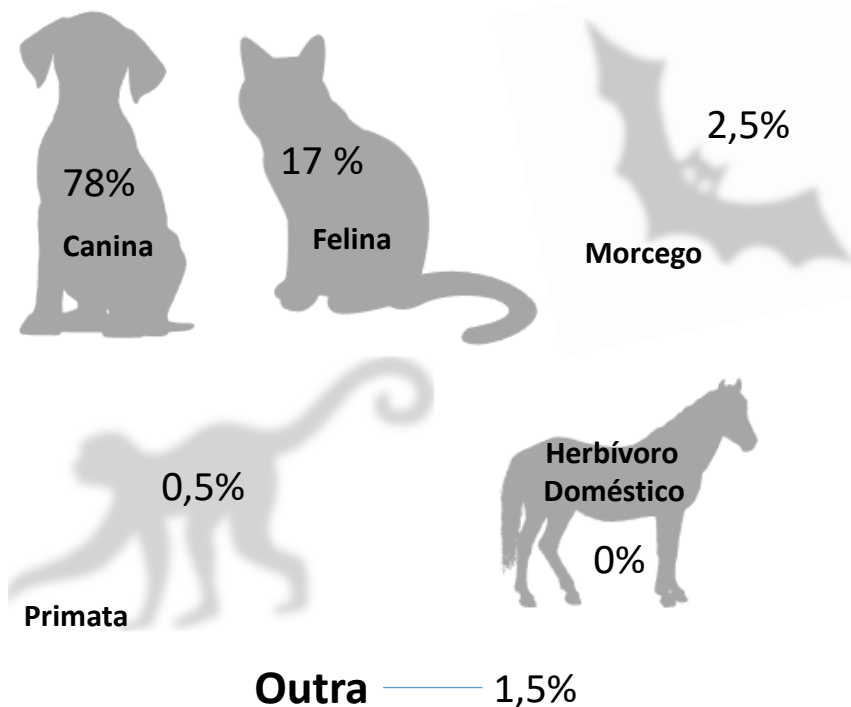 78%
Canina
17 %
Felina
2,5%
Morcego
0,5%
Primata
Herbívoro
Doméstico
0%
Outra 1,5%